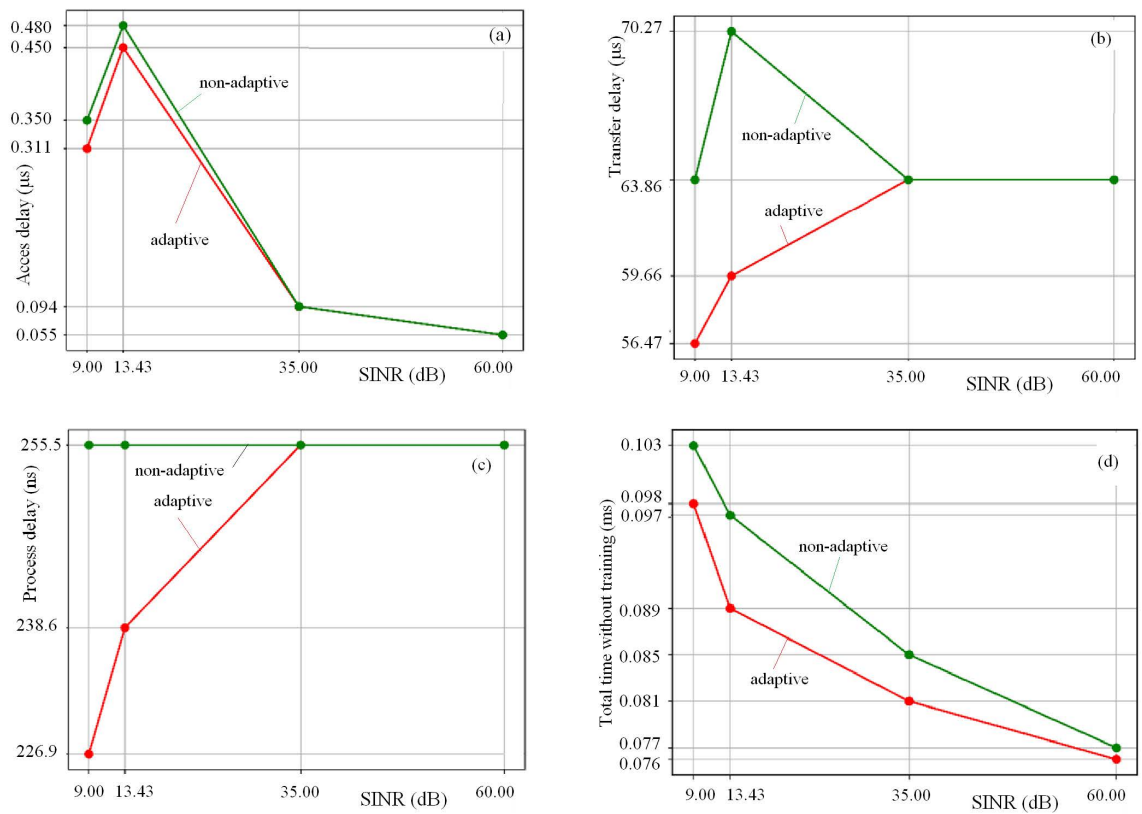 (a)
0.480
0.450
0.350
0.311
0.094
0.055
Acces delay (μs)
non-adaptive
adaptive
9.00 13.43 35.00 60.00
SINR (dB)
(b)
70.27
63.86
59.66
56.47
Transfer delay (μs)
non-adaptive
adaptive
9.00 13.43 35.00 60.00
SINR (dB)
(c)
255.5
238.6
226.9
Process delay (ns)
non-adaptive
adaptive
9.00 13.43 35.00 60.00
SINR (dB)
(d)
0.103
0.098
0.097
0.089
0.085
0.081
0.077
0.076
Total time without training (ms)
non-adaptive
adaptive
9.00 13.43 35.00 60.00
SINR (dB)